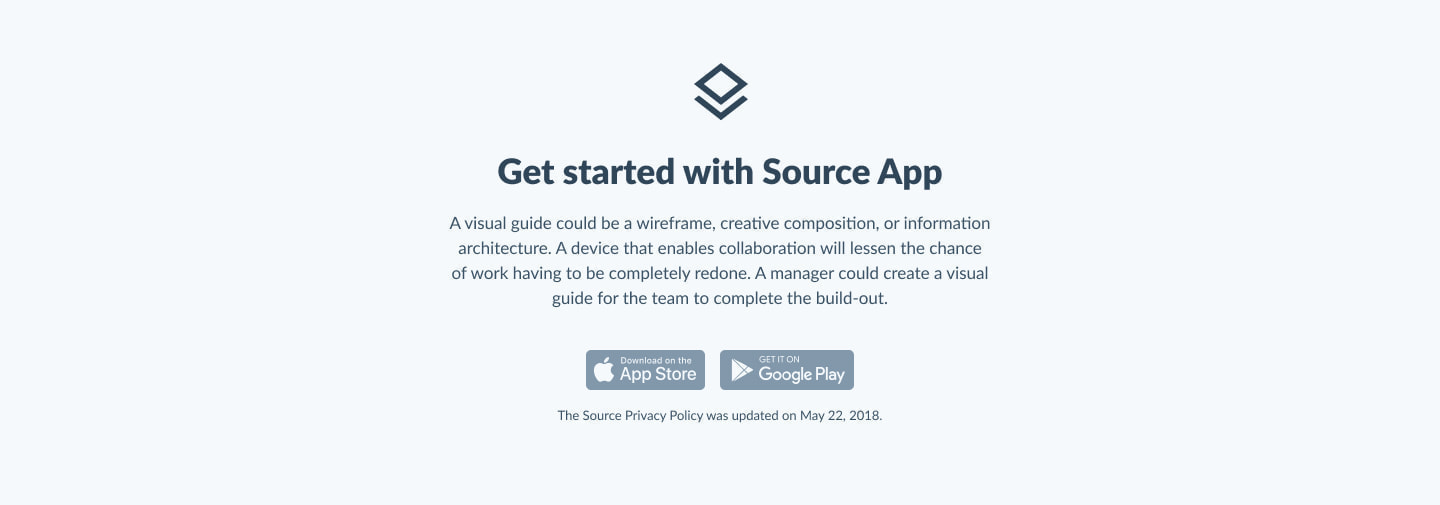 Get started with Source App
A visual guide could be a wireframe, creative composition, or information
architecture. A device that enables collaboration will lessen the chance
of work having to be completely redone. A manager could create a visual
guide for the team to complete the build-out.
Download on the
App Store
GET IT ON
Google Play
The Source Privacy Policy was updated on May 22, 2018.